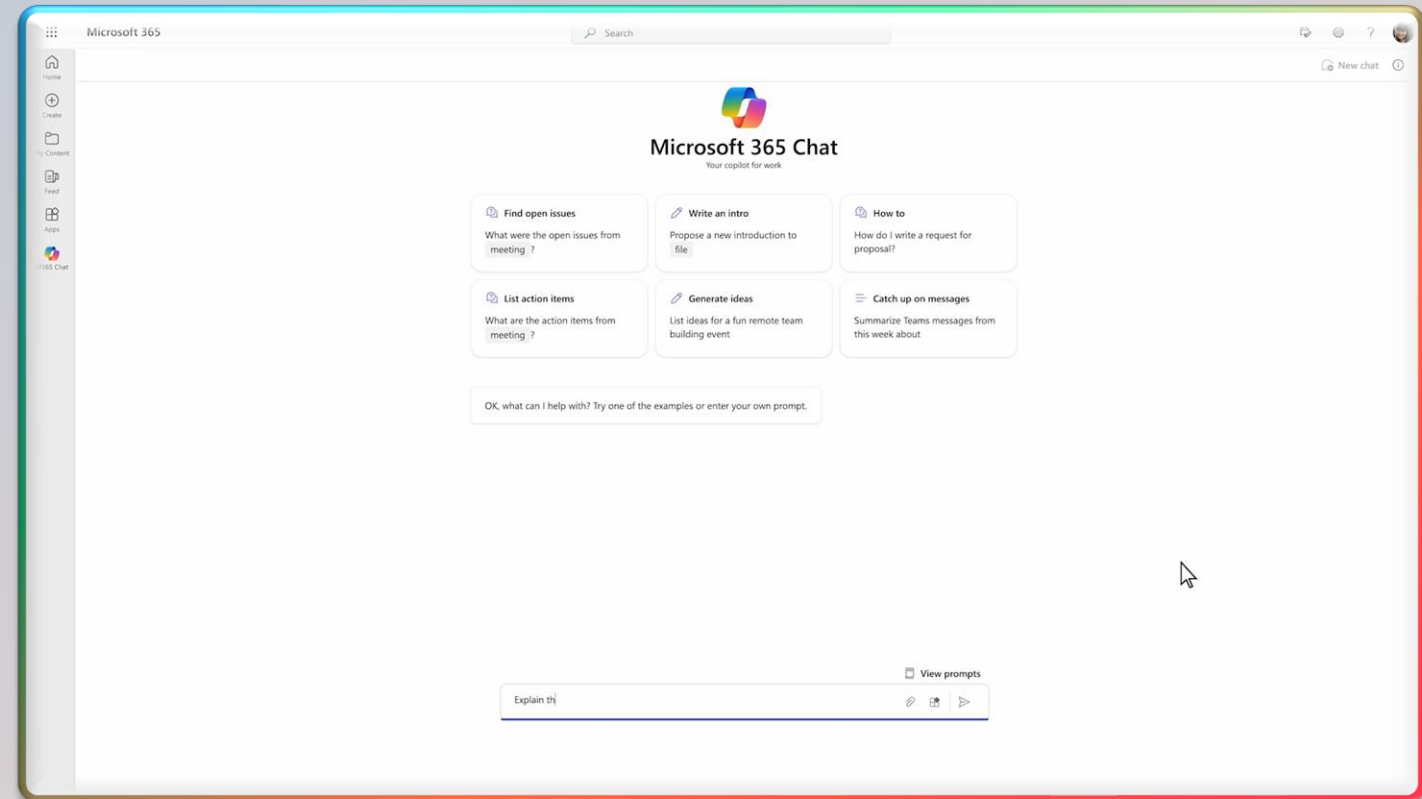 Microsoft 365
Search
?
Home
Create
My Content
Feed
Apps
M365 Chat
New chat
Microsoft 365 Chat
Your copilot for work
Find open issues
What were the open issues from
meeting ?
Write an intro
Propose a new introduction to
file
How to
How do I write a request for
proposal?
List action items
What are the action items from
meeting ?
Generate ideas
List ideas for a fun remote team
building event
Catch up on messages
Summarize Teams messages from
this week about
OK, what can I help with? Try one of the examples or enter your own prompt.
View prompts
Explain th